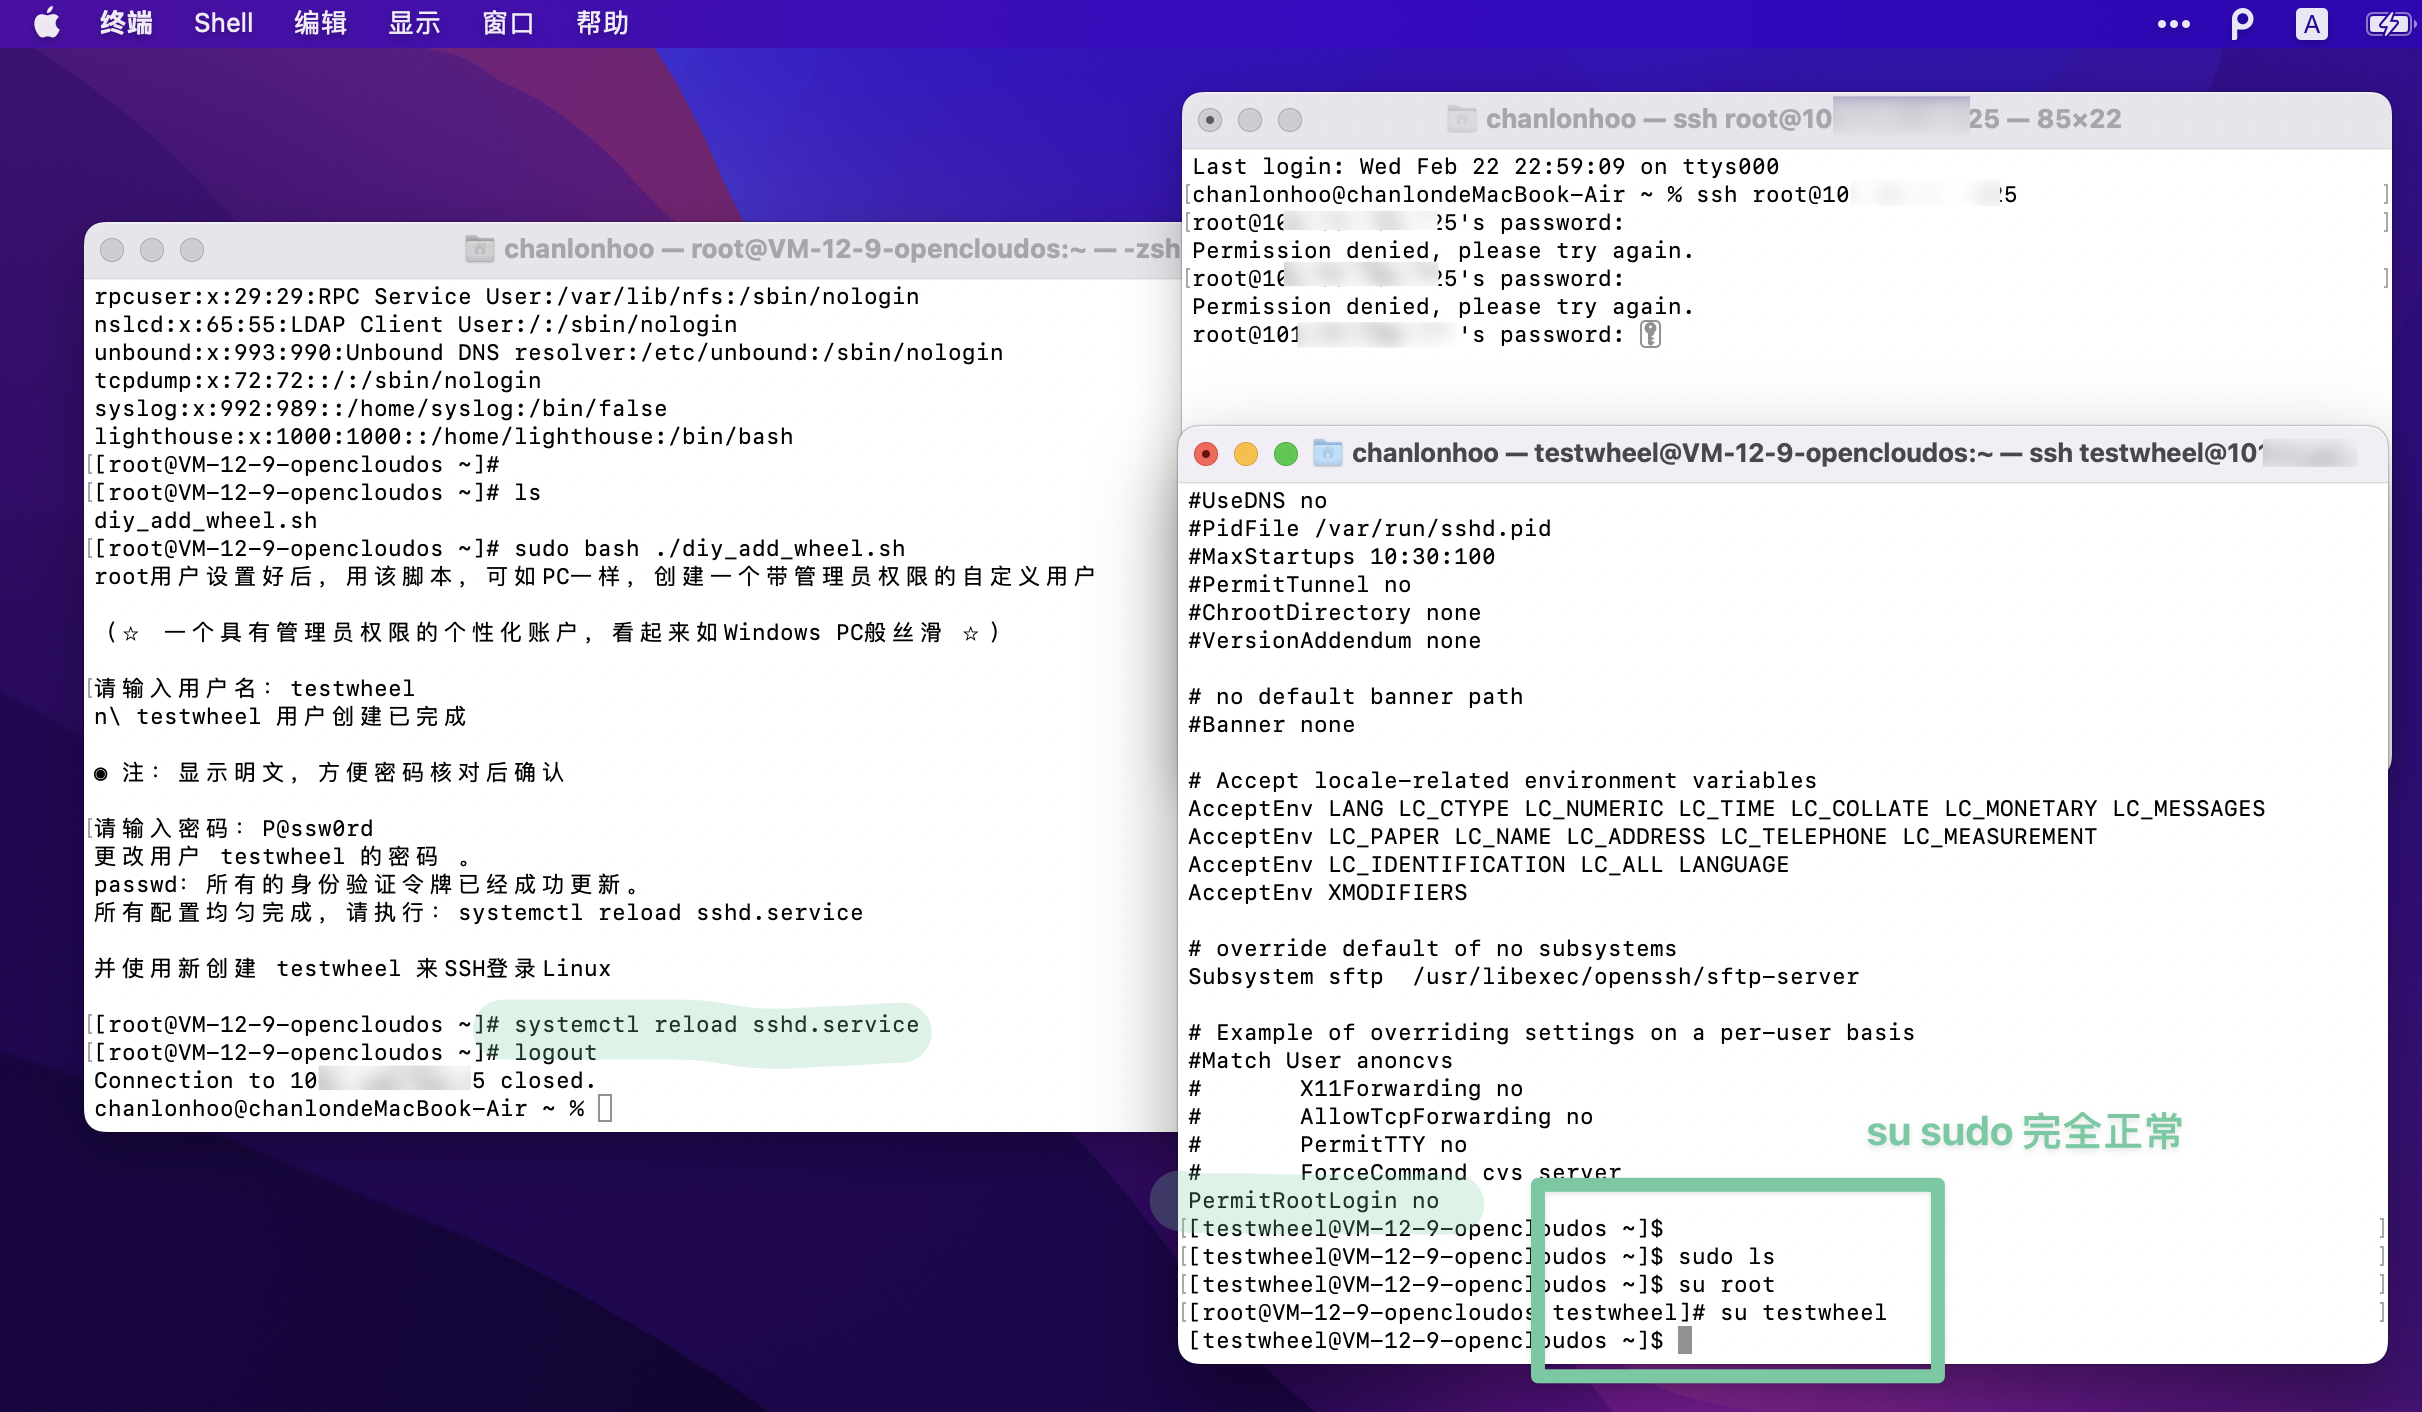 终端 Shell 编辑 显示 窗口 帮助
A
chanlonhoo — root@VM-12-9-opencloudos:~ — -zsh
rpcuser:x:29:29:RPC Service User:/var/lib/nfs:/sbin/nologin
nslcd:x:65:55:LDAP Client User:/:/sbin/nologin
unbound:x:993:990:Unbound DNS resolver:/etc/unbound:/sbin/nologin
tcpdump:x:72:72::/:/sbin/nologin
syslog:x:992:989::/home/syslog:/bin/false
lighthouse:x:1000:1000::/home/lighthouse:/bin/bash
[[root@VM-12-9-opencloudos ~]#
[[root@VM-12-9-opencloudos ~]# ls
diy_add_wheel.sh
[[root@VM-12-9-opencloudos ~]# sudo bash ./diy_add_wheel.sh
root用户设置好后，用该脚本，可如PC一样，创建一个带管理员权限的自定义用户
（☆ 一个具有管理员权限的个性化账户，看起来如Windows PC般丝滑 ☆）
[请输入用户名：testwheel
n\ testwheel 用户创建已完成
◉ 注：显示明文，方便密码核对后确认
[请输入密码：P@ssw0rd
更改用户 testwheel 的密码 。
passwd：所有的身份验证令牌已经成功更新。
所有配置均匀完成，请执行：systemctl reload sshd.service
并使用新创建 testwheel 来SSH登录Linux
[[root@VM-12-9-opencloudos ~]# systemctl reload sshd.service
[[root@VM-12-9-opencloudos ~]# logout
Connection to 10 5 closed.
chanlonhoo@chanlondeMacBook-Air ~ %
chanlonhoo — ssh root@10 25 — 85×22
Last login: Wed Feb 22 22:59:09 on ttys000
[chanlonhoo@chanlondeMacBook-Air ~ % ssh root@10 25 ]
[root@10 25's password: ]
Permission denied, please try again.
[root@10 25's password: ]
Permission denied, please try again.
root@101 's password:
chanlonhoo — testwheel@VM-12-9-opencloudos:~ — ssh testwheel@101
#UseDNS no
#PidFile /var/run/sshd.pid
#MaxStartups 10:30:100
#PermitTunnel no
#ChrootDirectory none
#VersionAddendum none
# no default banner path
#Banner none
# Accept locale-related environment variables
AcceptEnv LANG LC_CTYPE LC_NUMERIC LC_TIME LC_COLLATE LC_MONETARY LC_MESSAGES
AcceptEnv LC_PAPER LC_NAME LC_ADDRESS LC_TELEPHONE LC_MEASUREMENT
AcceptEnv LC_IDENTIFICATION LC_ALL LANGUAGE
AcceptEnv XMODIFIERS
# override default of no subsystems
Subsystem sftp  /usr/libexec/openssh/sftp-server
# Example of overriding settings on a per-user basis
#Match User anoncvs
#       X11Forwarding no
#       AllowTcpForwarding no
#       PermitTTY no
#       ForceCommand cvs server
PermitRootLogin no
[[testwheel@VM-12-9-opencloudos ~]$ ]
[[testwheel@VM-12-9-opencloudos ~]$ sudo ls ]
[[testwheel@VM-12-9-opencloudos ~]$ su root ]
[[root@VM-12-9-opencloudos testwheel]# su testwheel ]
[testwheel@VM-12-9-opencloudos ~]$
su sudo 完全正常